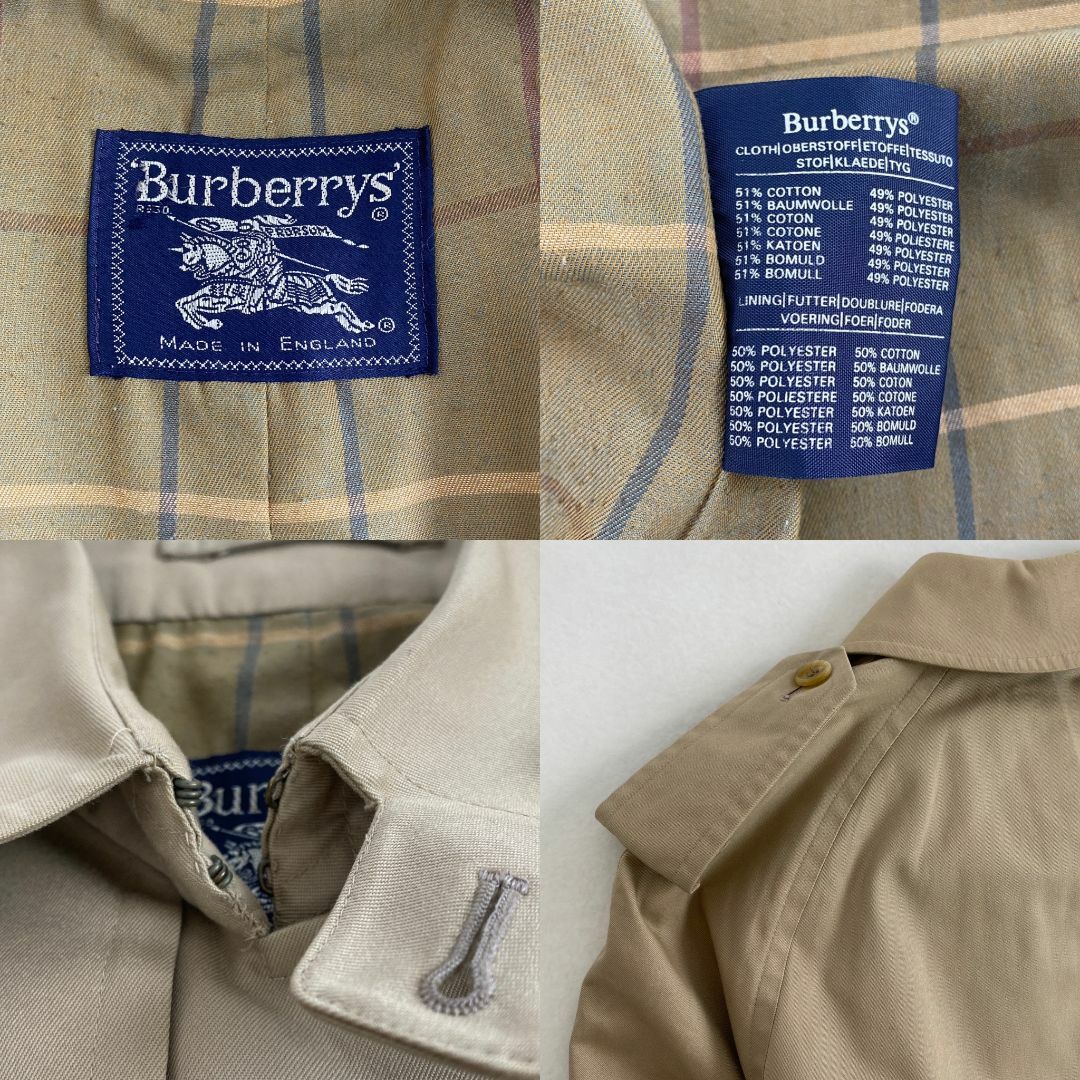 'Burberrys'
REGD.
®
®
MADE IN ENGLAND
Burberrys®
CLOTH|OBERSTOFF|ETOFFE|TESSUTO
STOF|KLAEDE|TYG
51% COTTON 49% POLYESTER
51% BAUMWOLLE 49% POLYESTER
51% COTON 49% POLYESTER
51% COTONE 49% POLIESTERE
51% KATOEN 49% POLYESTER
51% BOMULD 49% POLYESTER
51% BOMULL 49% POLYESTER
LINING|FUTTER|DOUBLURE|FODERA
VOERING|FOER|FODER
50% POLYESTER 50% COTTON
50% POLYESTER 50% BAUMWOLLE
50% POLYESTER 50% COTON
50% POLIESTERE 50% COTONE
50% POLYESTER 50% KATOEN
50% POLYESTER 50% BOMULD
50% POLYESTER 50% BOMULL